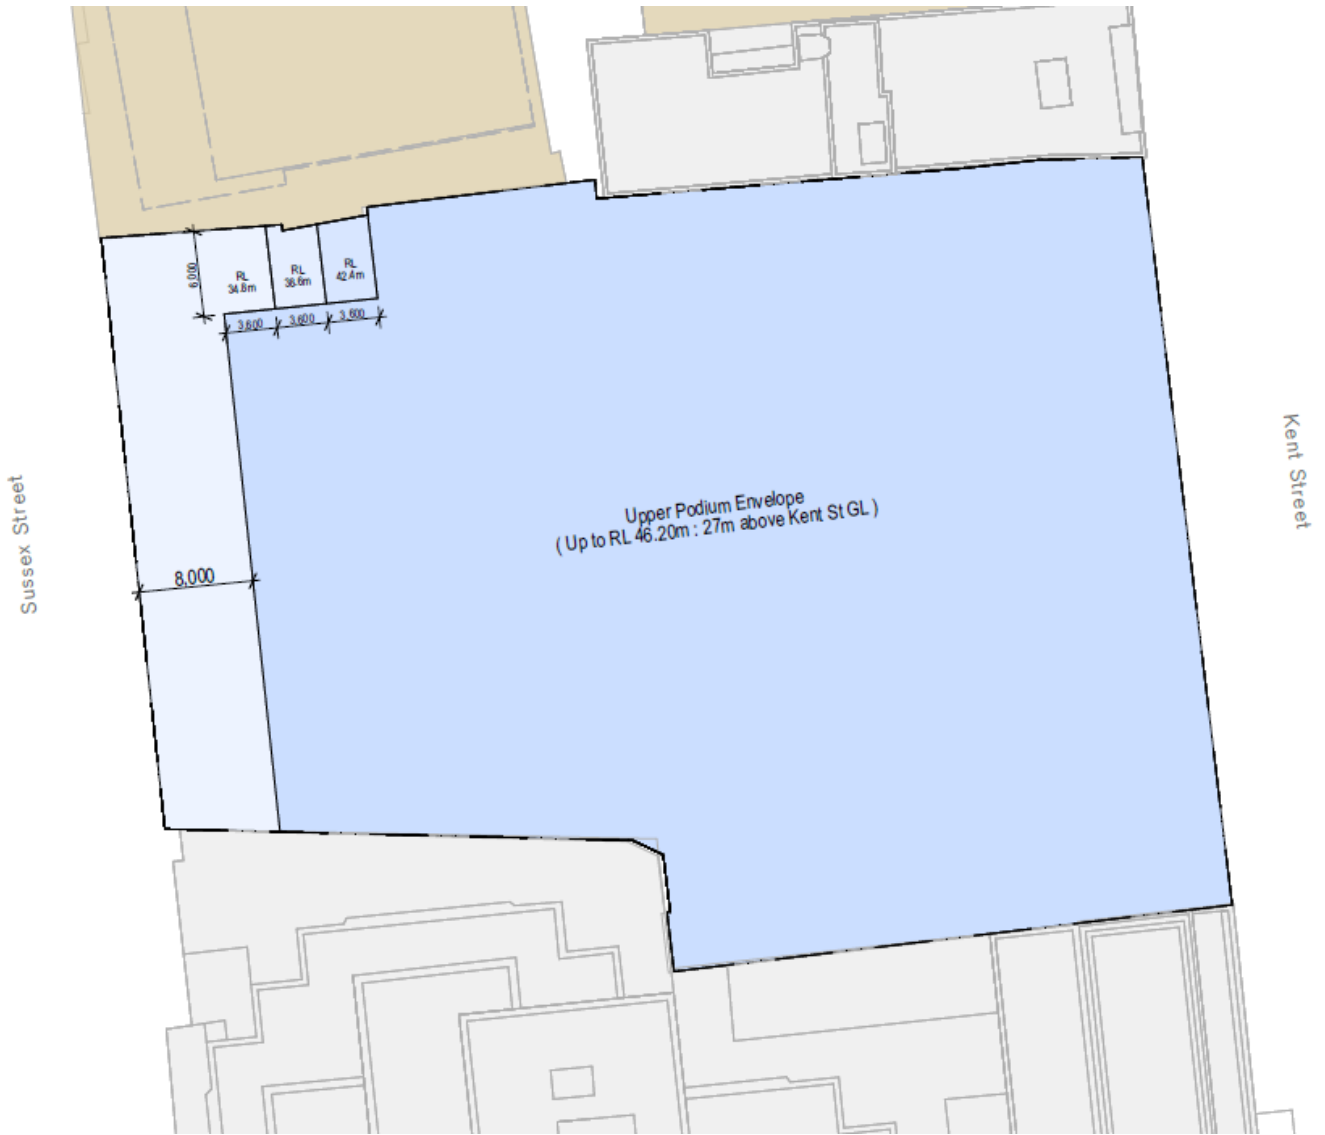 6,000
RL
34.8m
RL
38.6m
RL
42.4m
3,600
3,600
3,600
Kent Street
Upper Podium Envelope
( Up to RL 46.20m : 27m above Kent St GL )
Sussex Street
8,000